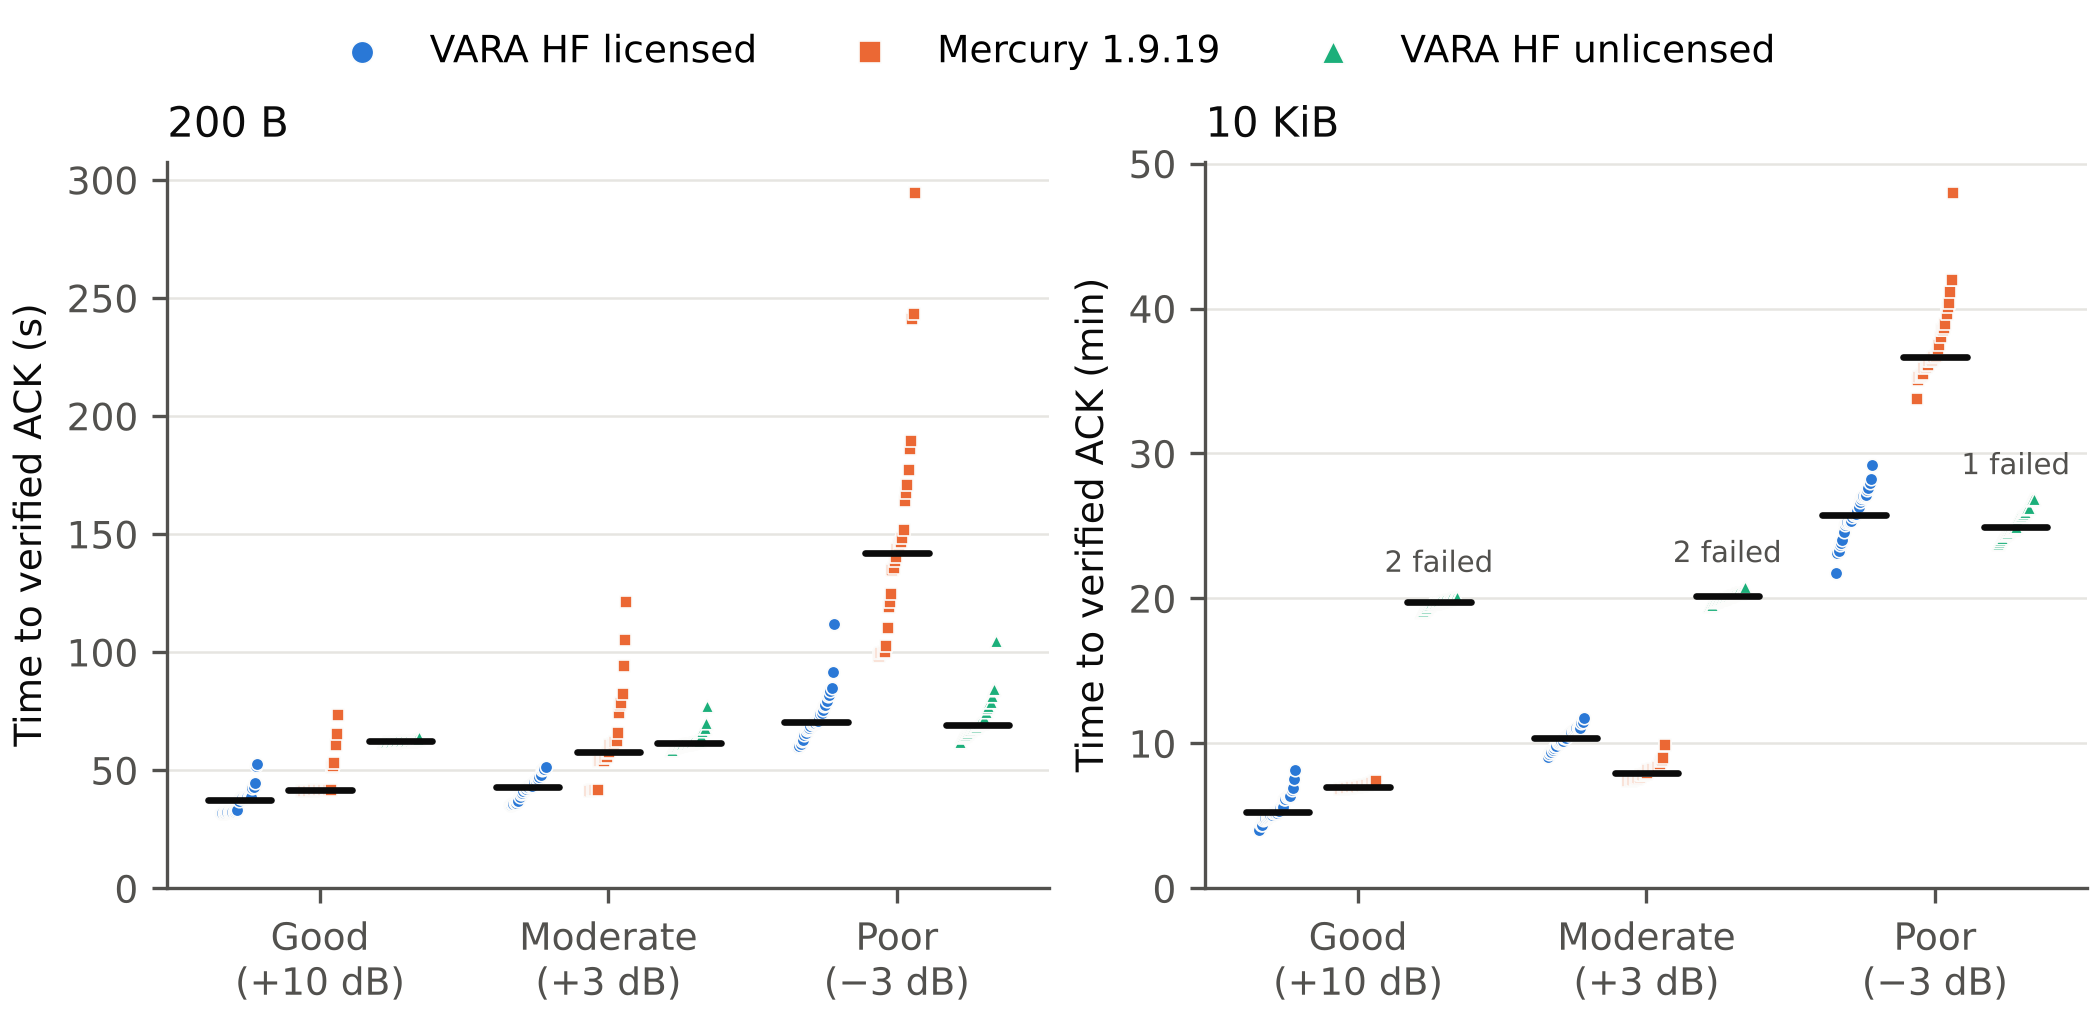 VARA HF licensed
Mercury 1.9.19
VARA HF unlicensed
200 B
Time to verified ACK (s)
300
250
200
150
100
50
0
Good
(+10 dB)
Moderate
(+3 dB)
Poor
(−3 dB)
10 KiB
Time to verified ACK (min)
50
40
30
20
10
0
2 failed
2 failed
1 failed
Good
(+10 dB)
Moderate
(+3 dB)
Poor
(−3 dB)